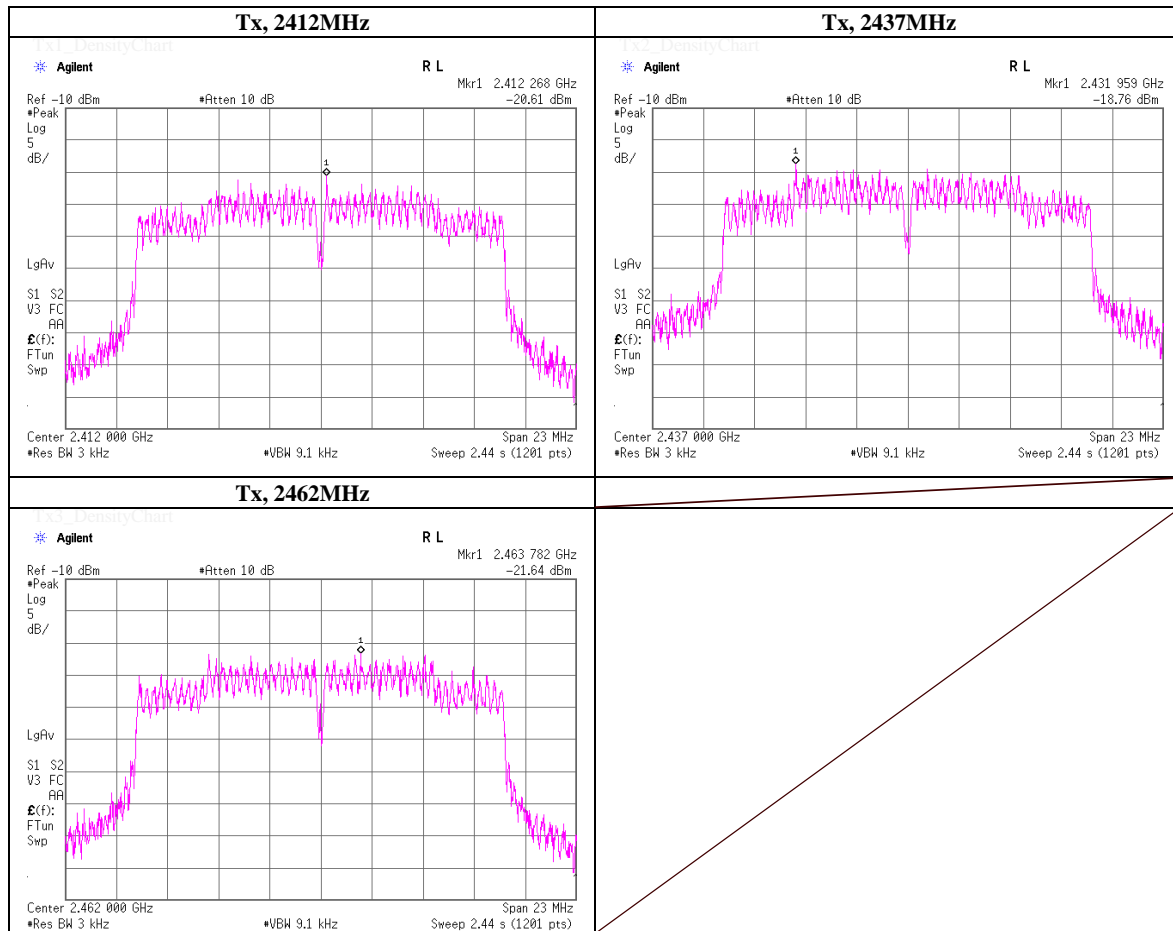 Tx, 2412MHz
Tx1_DensityChart
Agilent R L
Mkr1 2.412 268 GHz
Ref -10 dBm #Atten 10 dB -20.61 dBm
#Peak
Log
5
dB/
1
LgAv
S1 S2
V3 FC
AA
£(f):
FTun
Swp
Center 2.412 000 GHz Span 23 MHz
#Res BW 3 kHz #VBW 9.1 kHz Sweep 2.44 s (1201 pts)
Tx, 2437MHz
Tx2_DensityChart
Agilent R L
Mkr1 2.431 959 GHz
Ref -10 dBm #Atten 10 dB -18.76 dBm
#Peak
Log
5
dB/
1
LgAv
S1 S2
V3 FC
AA
£(f):
FTun
Swp
Center 2.437 000 GHz Span 23 MHz
#Res BW 3 kHz #VBW 9.1 kHz Sweep 2.44 s (1201 pts)
Tx, 2462MHz
Tx3_DensityChart
Agilent R L
Mkr1 2.463 782 GHz
Ref -10 dBm #Atten 10 dB -21.64 dBm
#Peak
Log
5
dB/
1
LgAv
S1 S2
V3 FC
AA
£(f):
FTun
Swp
Center 2.462 000 GHz Span 23 MHz
#Res BW 3 kHz #VBW 9.1 kHz Sweep 2.44 s (1201 pts)